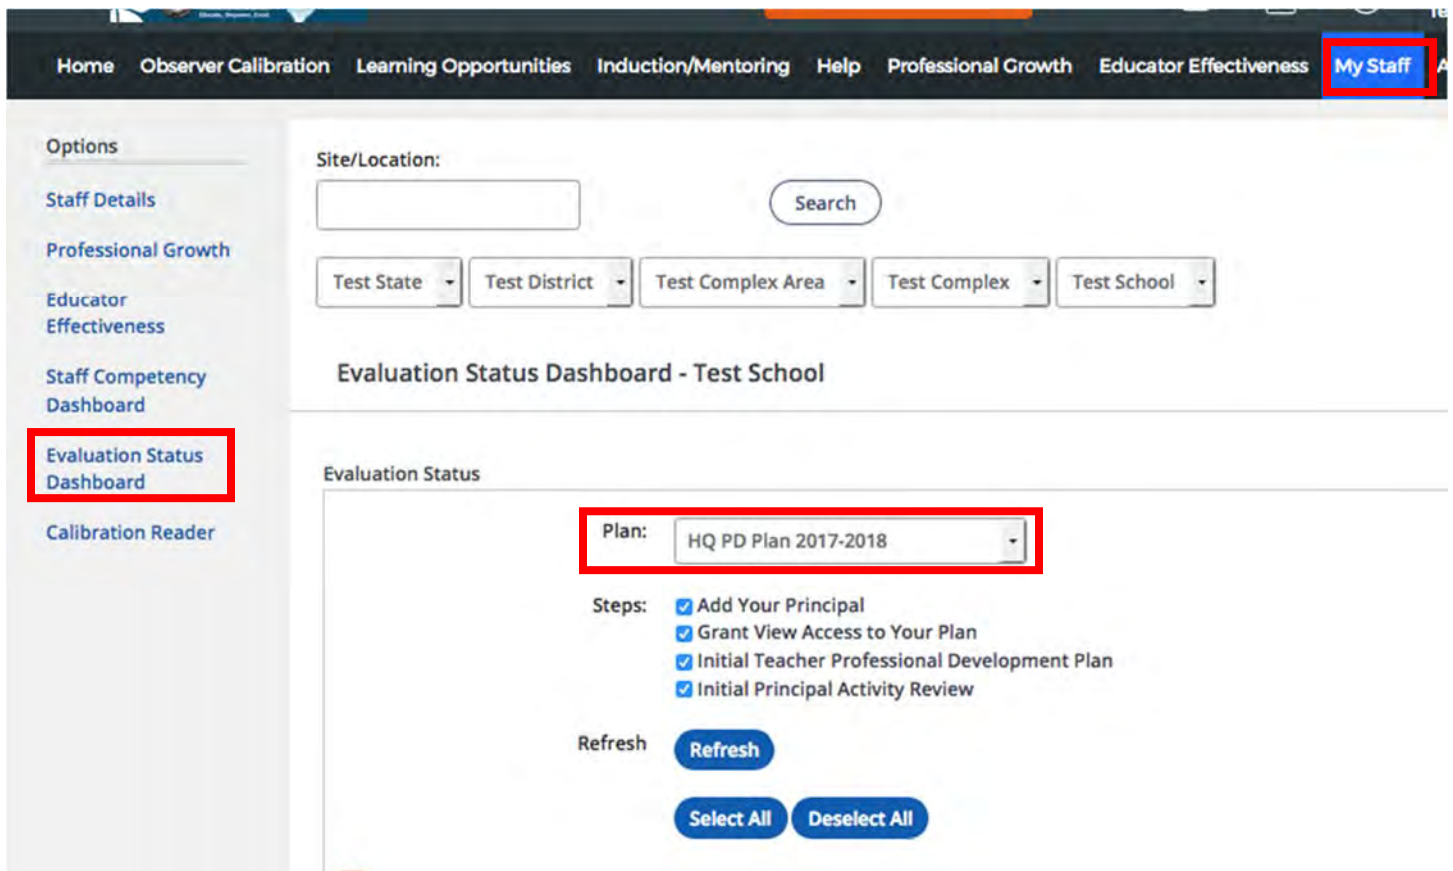 Educate, Empower, Excel.
Home Observer Calibration Learning Opportunities Induction/Mentoring Help Professional Growth Educator Effectiveness My Staff
Options
Staff Details
Professional Growth
Educator
Effectiveness
Staff Competency
Dashboard
Evaluation Status
Dashboard
Calibration Reader
Site/Location:
Search
Test State Test District Test Complex Area Test Complex Test School
Evaluation Status Dashboard - Test School
Evaluation Status
Plan: HQ PD Plan 2017-2018
Steps: Add Your Principal
Grant View Access to Your Plan
Initial Teacher Professional Development Plan
Initial Principal Activity Review
Refresh Refresh
Select All Deselect All